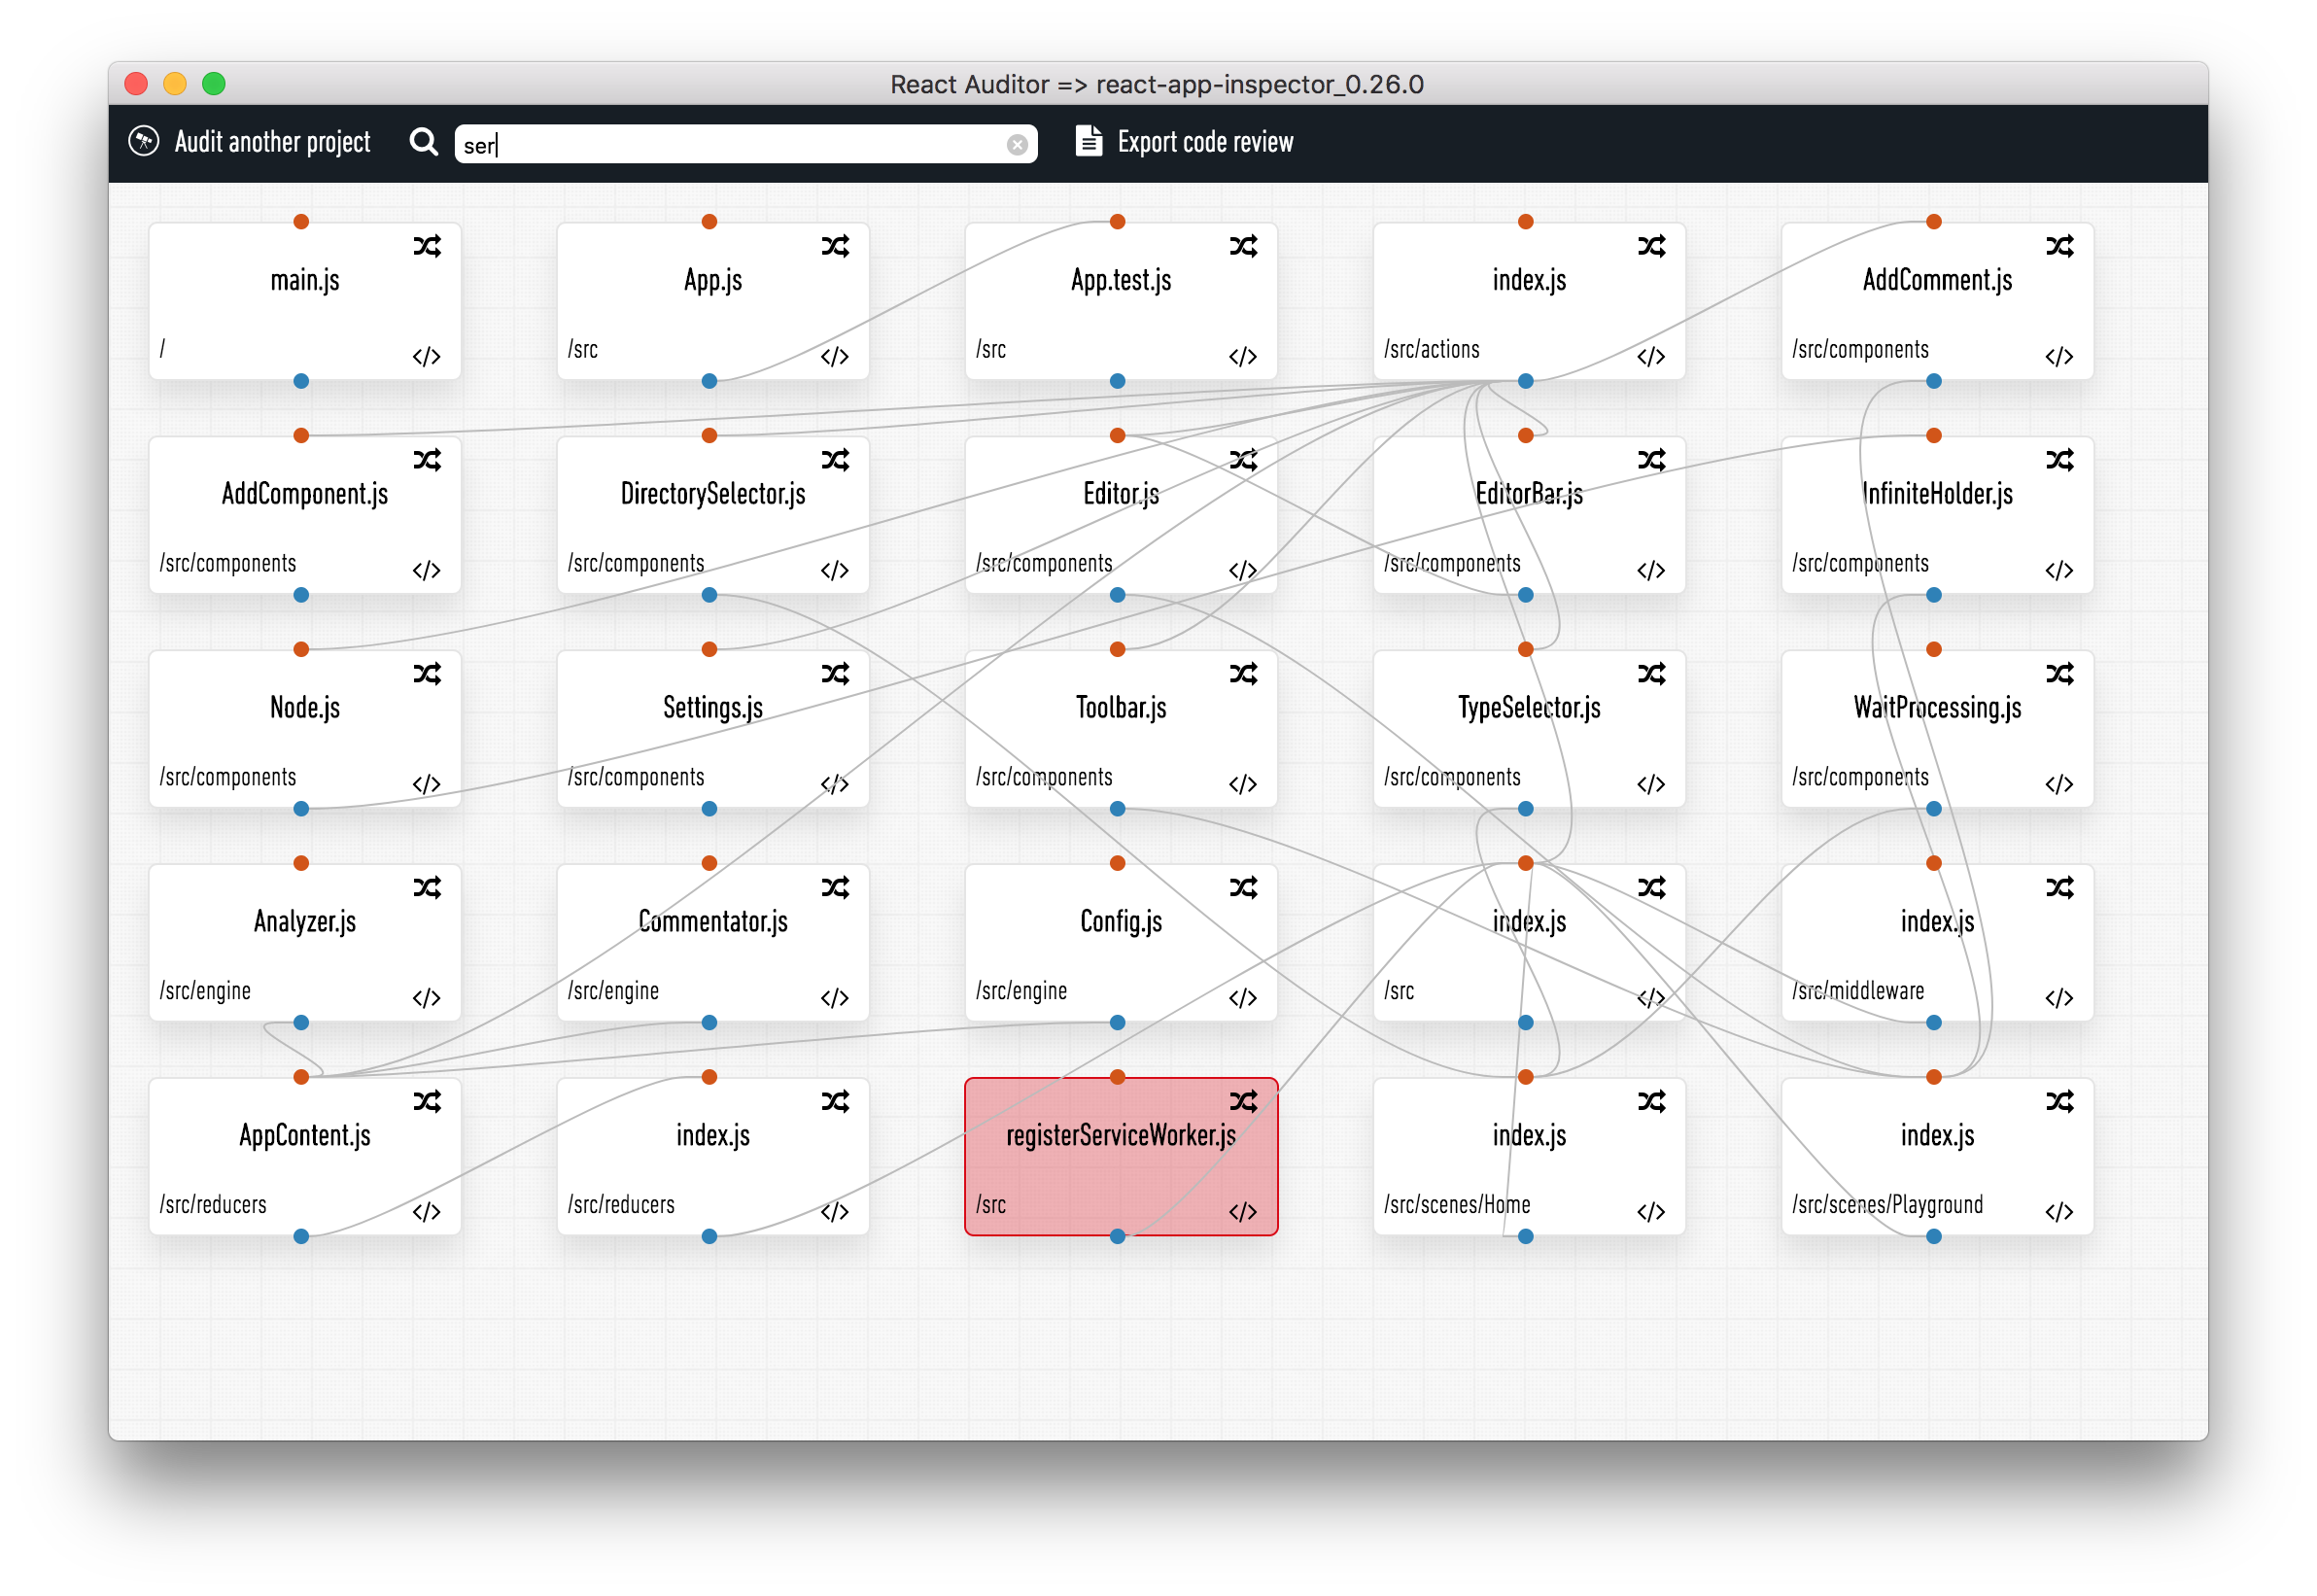 React Auditor => react-app-inspector_0.26.0
Audit another project
ser
Export code review
main.js
/
</>
App.js
/src
</>
App.test.js
/src
</>
index.js
/src/actions
</>
AddComment.js
/src/components
</>
AddComponent.js
/src/components
</>
DirectorySelector.js
/src/components
</>
Editor.js
/src/components
</>
EditorBar.js
/src/components
</>
InfiniteHolder.js
/src/components
</>
Node.js
/src/components
</>
Settings.js
/src/components
</>
Toolbar.js
/src/components
</>
TypeSelector.js
/src/components
</>
WaitProcessing.js
/src/components
</>
Analyzer.js
/src/engine
</>
Commentator.js
/src/engine
</>
Config.js
/src/engine
</>
index.js
/src
</>
index.js
/src/middleware
</>
AppContent.js
/src/reducers
</>
index.js
/src/reducers
</>
registerServiceWorker.js
/src
</>
index.js
/src/scenes/Home
</>
index.js
/src/scenes/Playground
</>